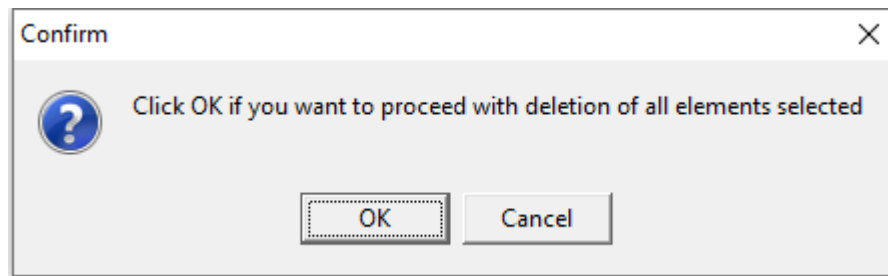 Confirm
Click OK if you want to proceed with deletion of all elements selected
OK
Cancel